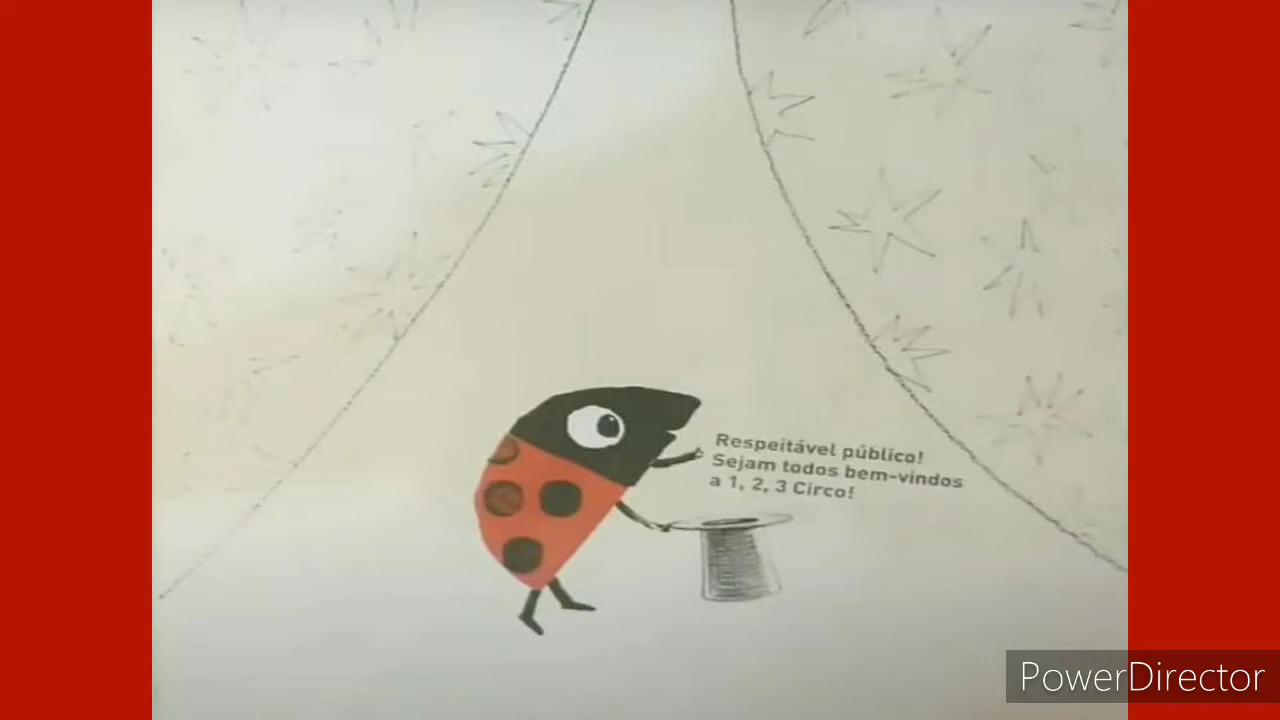 Respeitável público!
Sejam todos bem-vindos
a 1, 2, 3 Circo!
PowerDirector